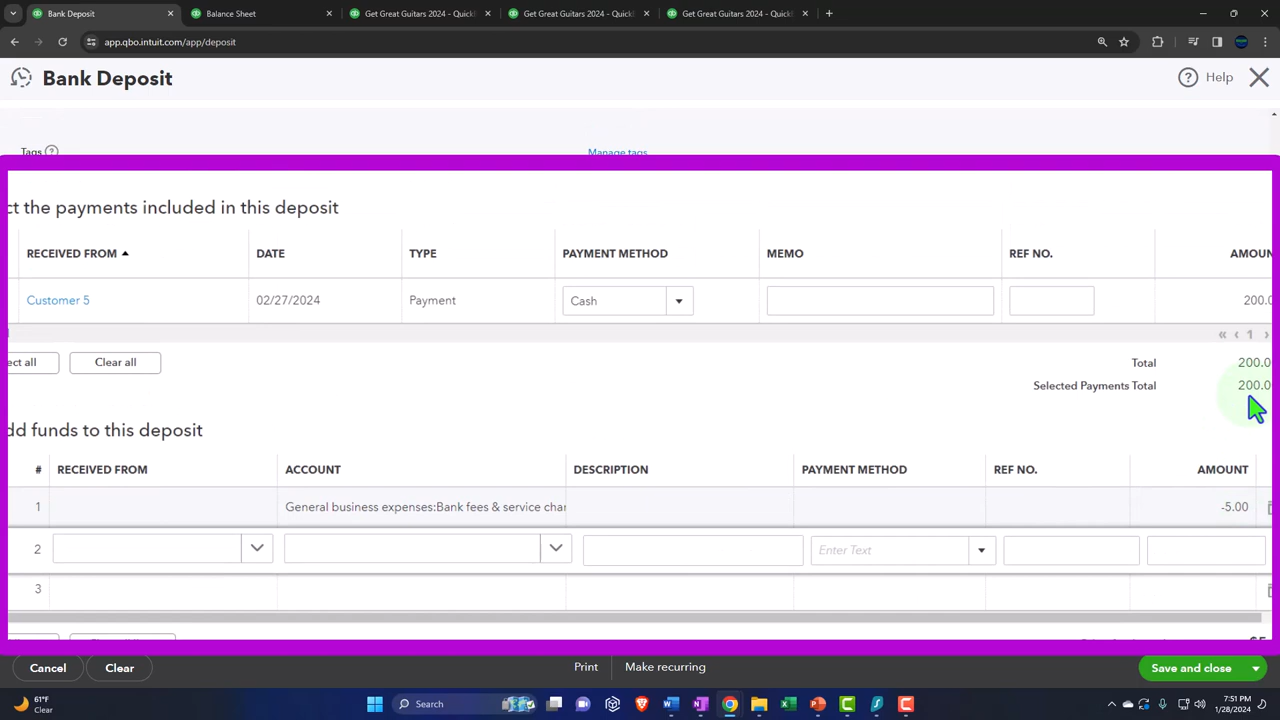 Bank Deposit
Balance Sheet
Get Great Guitars 2024 - QuickB
Get Great Guitars 2024 - QuickB
Get Great Guitars 2024 - QuickB
app.qbo.intuit.com/app/deposit
Bank Deposit
Help
Tags
Manage tags
ct the payments included in this deposit
RECEIVED FROM DATE TYPE PAYMENT METHOD MEMO REF NO. AMOUN
Customer 5 02/27/2024 Payment Cash 200.0
« ‹ 1 ›
ect all Clear all Total 200.0
Selected Payments Total 200.0
dd funds to this deposit
# RECEIVED FROM ACCOUNT DESCRIPTION PAYMENT METHOD REF NO. AMOUNT
1 General business expenses:Bank fees & service char -5.00
2 Enter Text
3
Cancel Clear Print Make recurring Save and close
61°F
Clear
Search
7:51 PM
1/28/2024